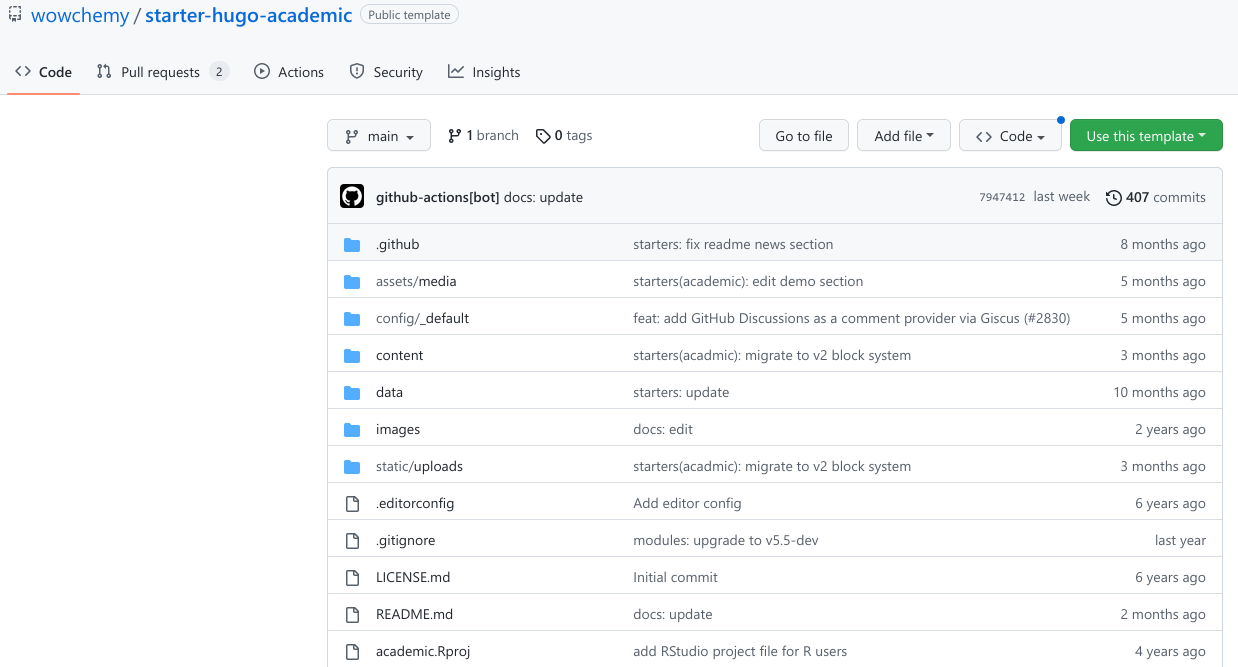 wowchemy / starter-hugo-academic Public template
Code Pull requests 2 Actions Security Insights
main 1 branch 0 tags Go to file Add file <> Code Use this template
github-actions[bot] docs: update 7947412 last week 407 commits
.github starters: fix readme news section 8 months ago
assets/media starters(academic): edit demo section 5 months ago
config/_default feat: add GitHub Discussions as a comment provider via Giscus (#2830) 5 months ago
content starters(acadmic): migrate to v2 block system 3 months ago
data starters: update 10 months ago
images docs: edit 2 years ago
static/uploads starters(acadmic): migrate to v2 block system 3 months ago
.editorconfig Add editor config 6 years ago
.gitignore modules: upgrade to v5.5-dev last year
LICENSE.md Initial commit 6 years ago
README.md docs: update 2 months ago
academic.Rproj add RStudio project file for R users 4 years ago